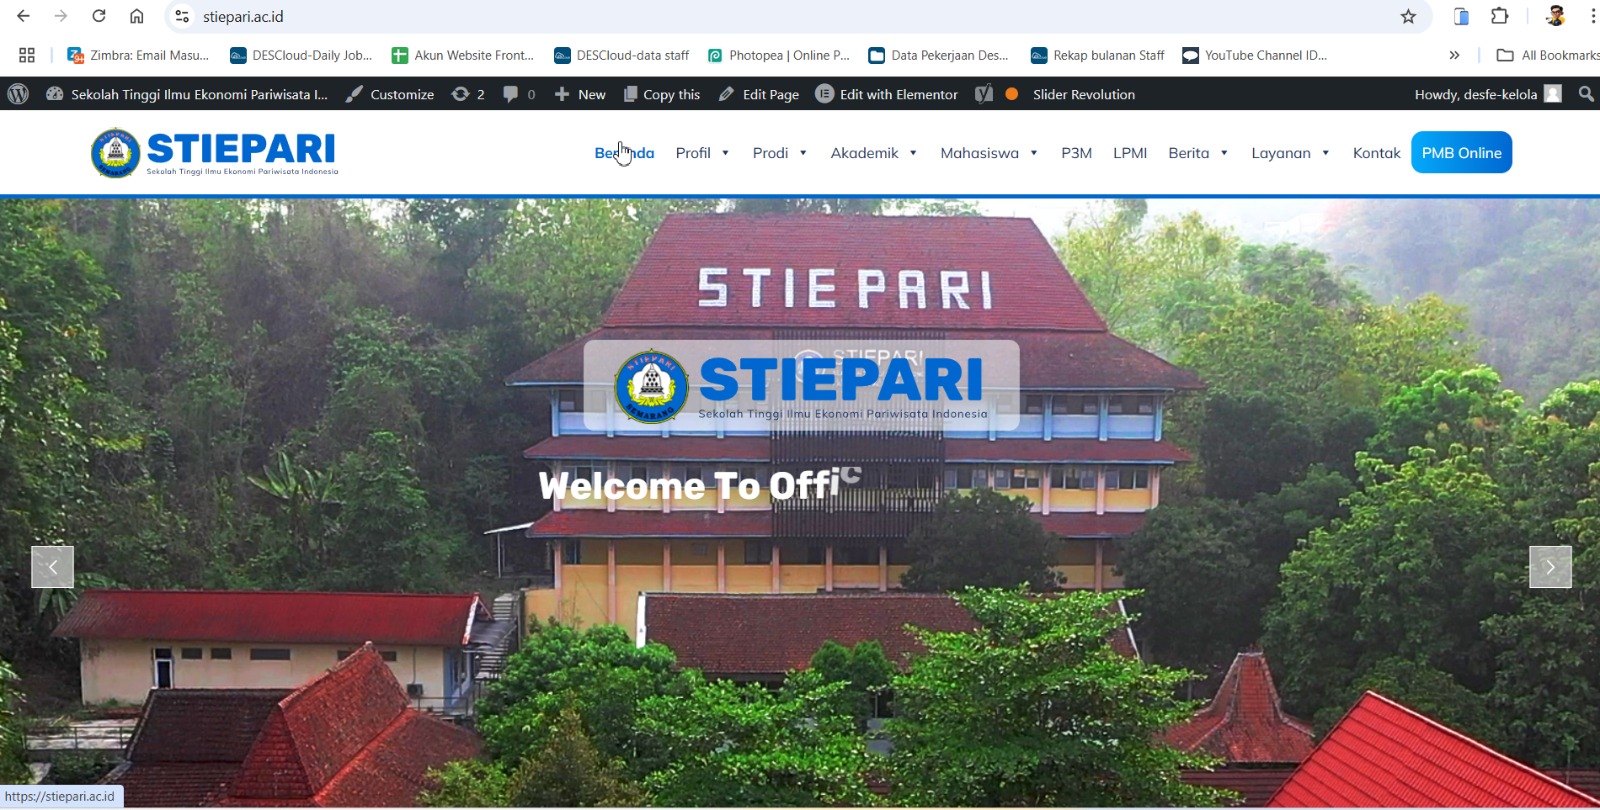 stiepari.ac.id
Zimbra: Email Masu... DESCloud-Daily Job... Akun Website Front... DESCloud-data staff Photopea | Online P... Data Pekerjaan Des... Rekap bulanan Staff YouTube Channel ID... » All Bookmarks
Sekolah Tinggi Ilmu Ekonomi Pariwisata I... Customize 2 0 New Copy this Edit Page Edit with Elementor Slider Revolution Howdy, desfe-kelola
STIEPARI
Sekolah Tinggi Ilmu Ekonomi Pariwisata Indonesia
Beranda Profil Prodi Akademik Mahasiswa P3M LPMI Berita Layanan Kontak PMB Online
STIE PARI
STIEPARI
STIEPARI
SEMARANG
STIEPARI
Sekolah Tinggi Ilmu Ekonomi Pariwisata Indonesia
Welcome To Offic
https://stiepari.ac.id